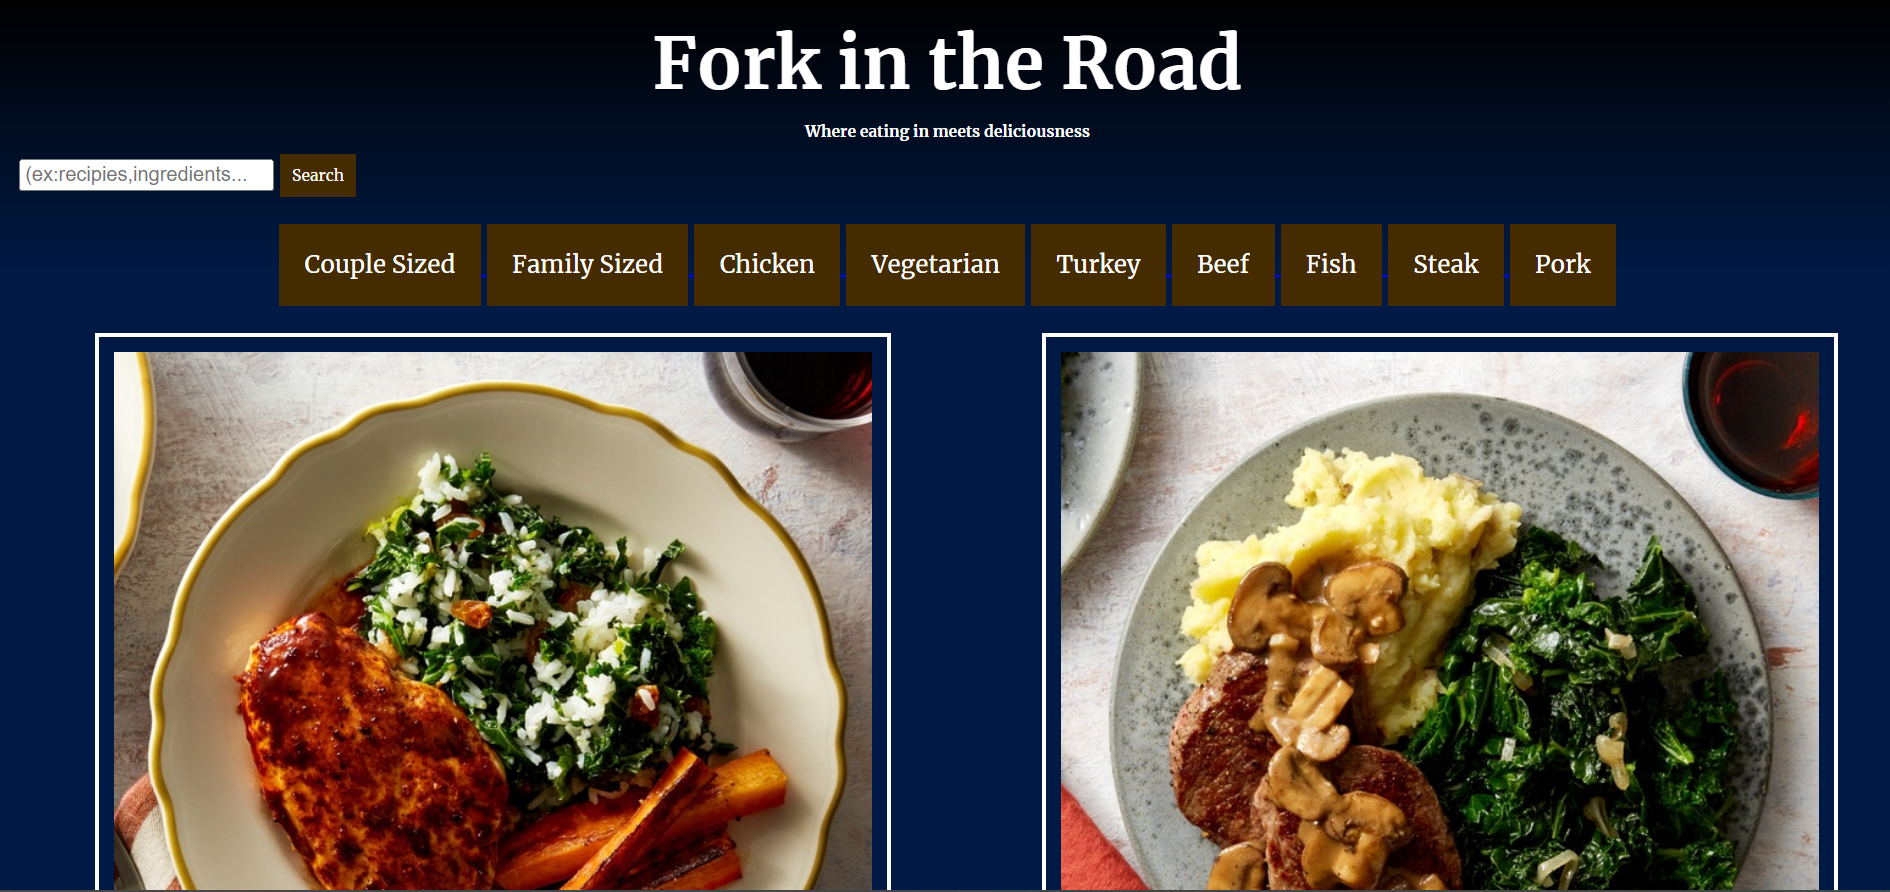 Fork in the Road
Where eating in meets deliciousness
(ex:recipies,ingredients...
Search
Couple Sized
Family Sized
Chicken
Vegetarian
Turkey
Beef
Fish
Steak
Pork